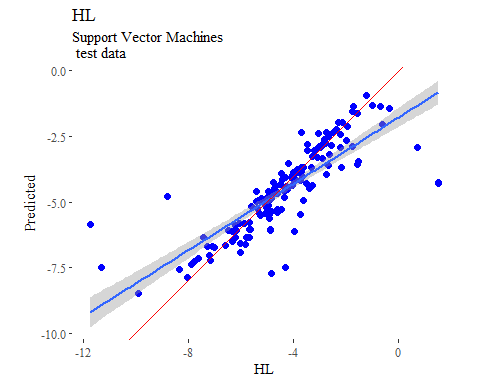 HL
Support Vector Machines
test data
0.0
-2.5
-5.0
-7.5
-10.0
Predicted
-12 -8 -4 0
HL